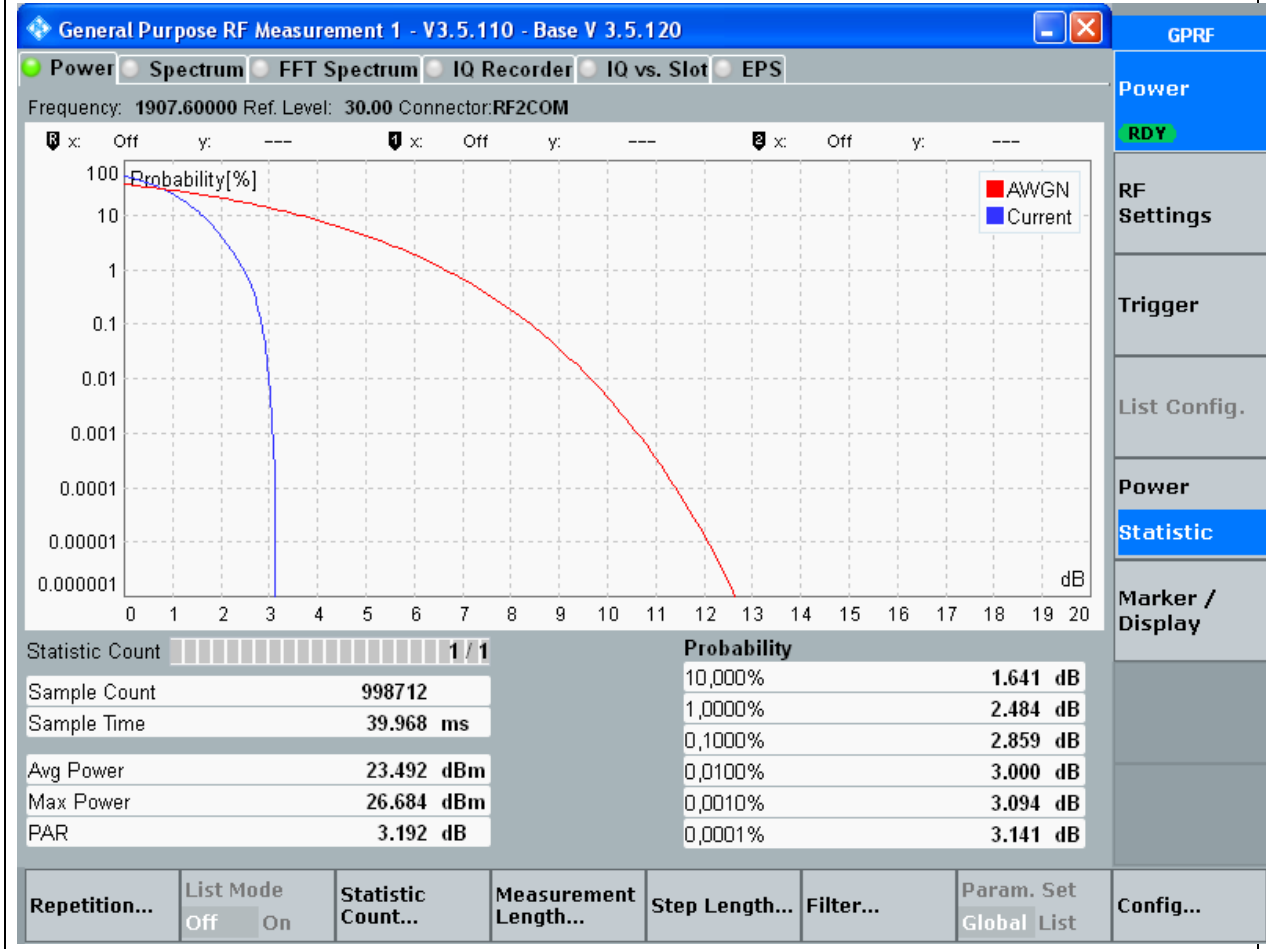 General Purpose RF Measurement 1 - V3.5.110 - Base V 3.5.120
GPRF
Power Spectrum FFT Spectrum IQ Recorder IQ vs. Slot EPS
Frequency: 1907.60000 Ref. Level: 30.00 Connector:RF2COM
R x: Off y: --- 1 x: Off y: --- 2 x: Off y: ---
Probability[%]
AWGN
Current
100
10
1
0.1
0.01
0.001
0.0001
0.00001
0.000001
dB
0 1 2 3 4 5 6 7 8 9 10 11 12 13 14 15 16 17 18 19 20
Statistic Count 1 / 1
Sample Count 998712
Sample Time 39.968 ms
Avg Power 23.492 dBm
Max Power 26.684 dBm
PAR 3.192 dB
Probability
10,000% 1.641 dB
1,0000% 2.484 dB
0,1000% 2.859 dB
0,0100% 3.000 dB
0,0010% 3.094 dB
0,0001% 3.141 dB
Power
RDY
RF
Settings
Trigger
List Config.
Power
Statistic
Marker /
Display
Repetition...
List Mode
Off On
Statistic
Count...
Measurement
Length...
Step Length...
Filter...
Param. Set
Global List
Config...